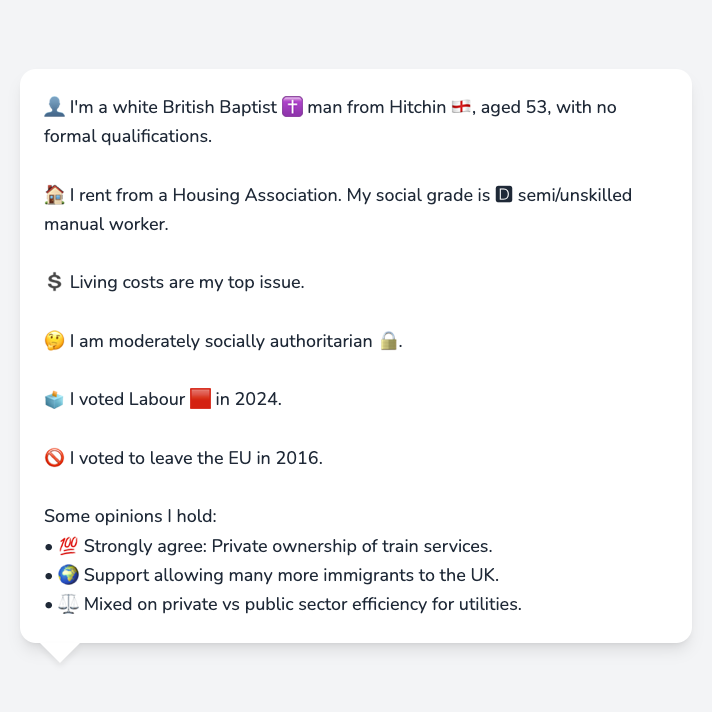 👤 I'm a white British Baptist ✝️ man from Hitchin 🏴󠁧󠁢󠁥󠁮󠁧󠁿, aged 53, with no
formal qualifications.
🏠 I rent from a Housing Association. My social grade is 🅳 semi/unskilled
manual worker.
💲 Living costs are my top issue.
🤔 I am moderately socially authoritarian 🔒.
🗳️ I voted Labour 🟥 in 2024.
🚫 I voted to leave the EU in 2016.
Some opinions I hold:
• 💯 Strongly agree: Private ownership of train services.
• 🌍 Support allowing many more immigrants to the UK.
• ⚖️ Mixed on private vs public sector efficiency for utilities.